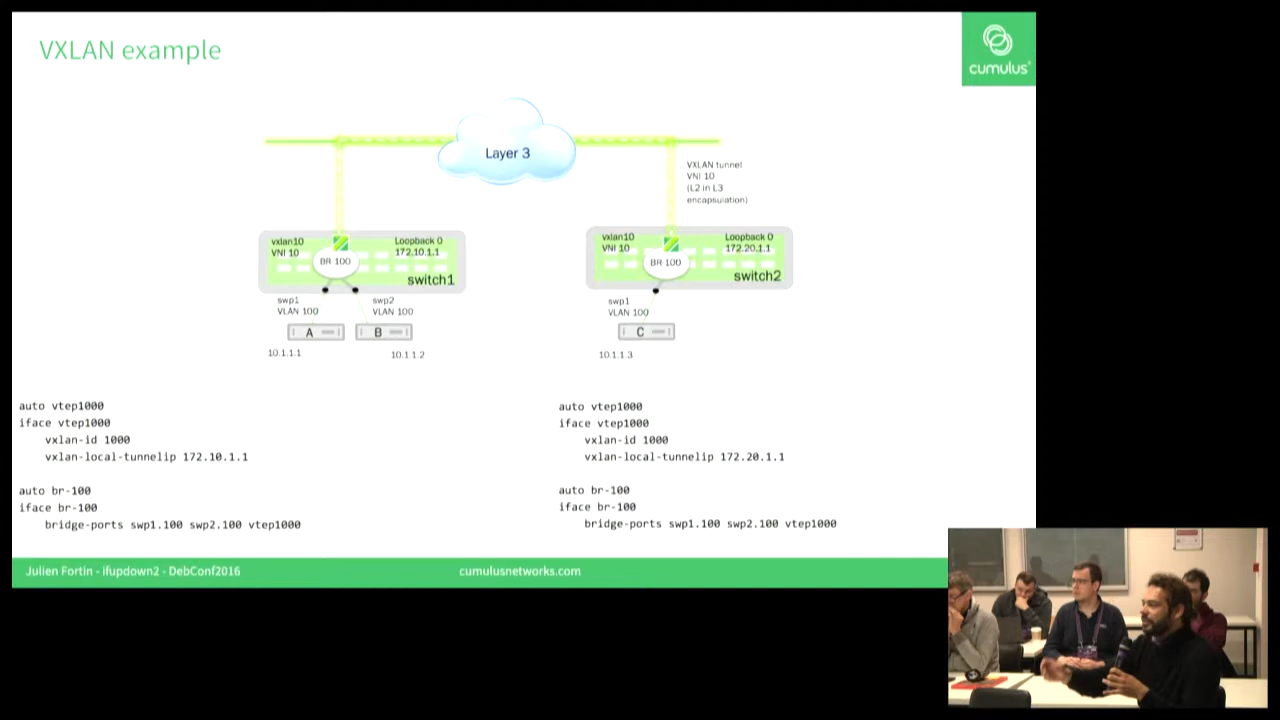 VXLAN example
cumulus
Layer 3
VXLAN tunnel
VNI 10
(L2 in L3
encapsulation)
vxlan10
VNI 10
Loopback 0
172.10.1.1
BR 100
switch1
swp1
VLAN 100
swp2
VLAN 100
A
B
10.1.1.1
10.1 1.2
vxlan10
VNI 10
Loopback 0
172.20.1.1
BR 100
switch2
swp1
VLAN 100
C
10.1.1 3
auto vtep1000
iface vtep1000
vxlan-id 1000
vxlan-local-tunnelip 172.10.1.1
auto br-100
iface br-100
bridge-ports swp1.100 swp2.100 vtep1000
auto vtep1000
iface vtep1000
vxlan-id 1000
vxlan-local-tunnelip 172.20.1.1
auto br-100
iface br-100
bridge-ports swp1.100 swp2.100 vtep1000
Julien Fortin - ifupdown2 - DebConf2016
cumulusnetworks.com